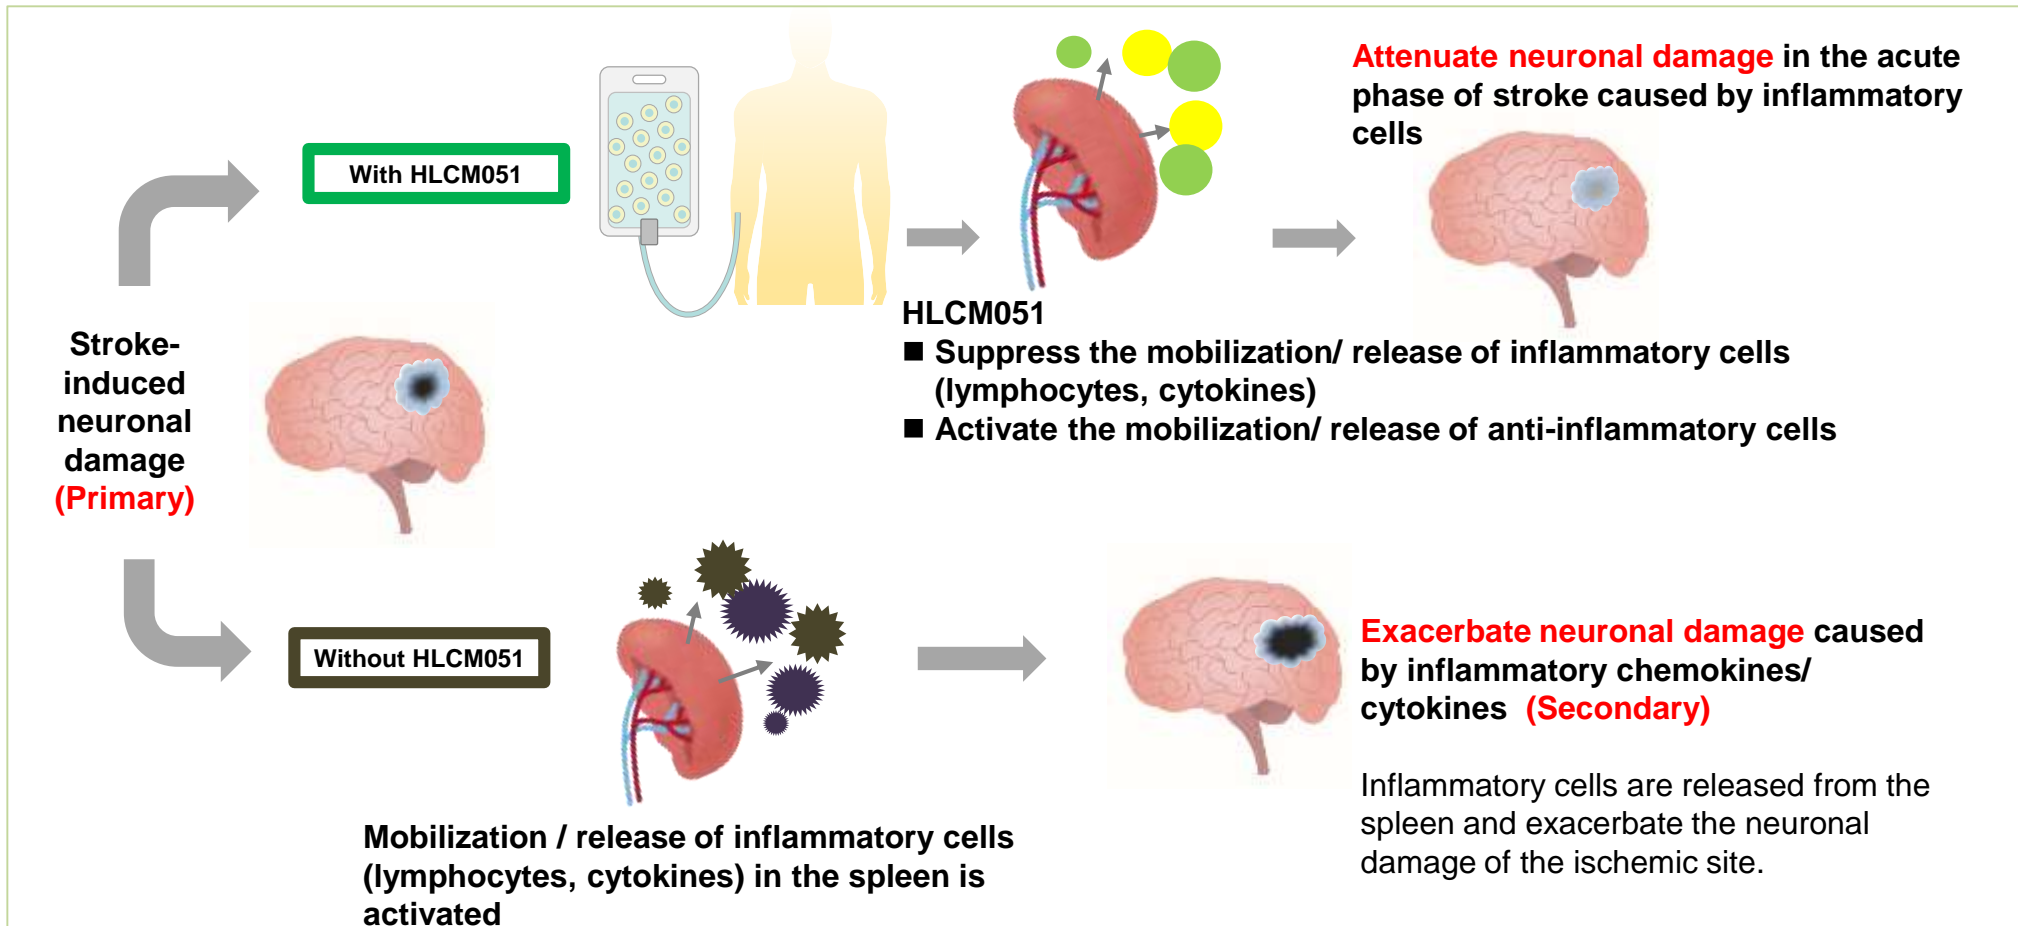 Stroke-
induced
neuronal
damage
(Primary)
With HLCM051
HLCM051
■ Suppress the mobilization/ release of inflammatory cells
(lymphocytes, cytokines)
■ Activate the mobilization/ release of anti-inflammatory cells
Attenuate neuronal damage in the acute
phase of stroke caused by inflammatory
cells
Without HLCM051
Mobilization / release of inflammatory cells
(lymphocytes, cytokines) in the spleen is
activated
Exacerbate neuronal damage caused
by inflammatory chemokines/
cytokines (Secondary)
Inflammatory cells are released from the
spleen and exacerbate the neuronal
damage of the ischemic site.